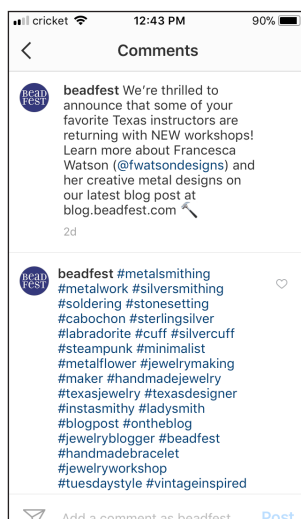 cricket 12:43 PM 90%
Comments
BEAD FEST
beadfest We're thrilled to
announce that some of your
favorite Texas instructors are
returning with NEW workshops!
Learn more about Francesca
Watson (@fwatsondesigns) and
her creative metal designs on
our latest blog post at
blog.beadfest.com 🔨
2d
BEAD FEST
beadfest #metalsmithing
#metalwork #silversmithing
#soldering #stonesetting
#cabochon #sterlingsilver
#labradorite #cuff #silvercuff
#steampunk #minimalist
#metalflower #jewelrymaking
#maker #handmadejewelry
#texasjewelry #texasdesigner
#instasmithy #ladysmith
#blogpost #ontheblog
#jewelryblogger #beadfest
#handmadebracelet
#jewelryworkshop
#tuesdaystyle #vintageinspired
Add a comment as beadfest Post